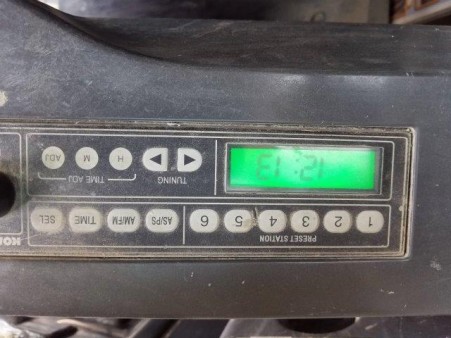 PRESET STATION
1 2 3 4 5 6 AS/PS AM/FM TIME SEL
KOM
12:13
TUNING
TIME ADJ
H M ADJ